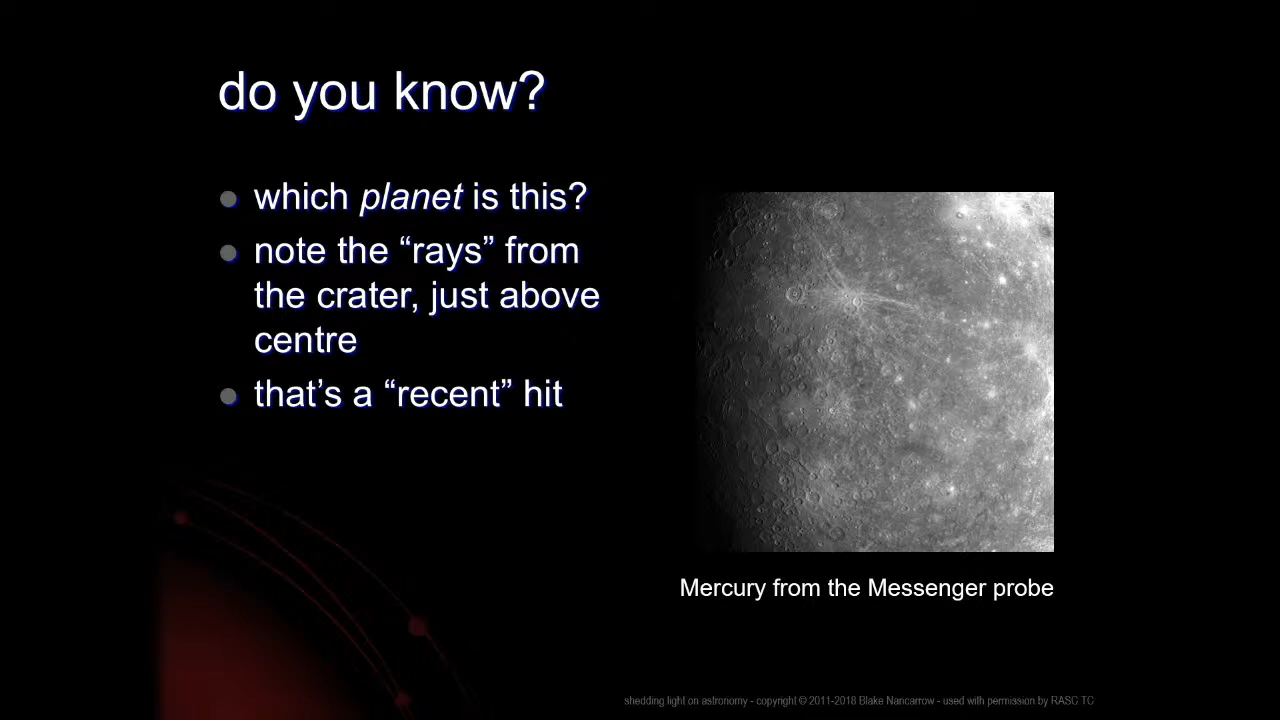 do you know?
which planet is this?
note the “rays” from
the crater, just above
centre
that’s a “recent” hit
Mercury from the Messenger probe
shedding light on astronomy - copyright © 2011-2018 Blake Nancarrow - used with permission by RASC TC